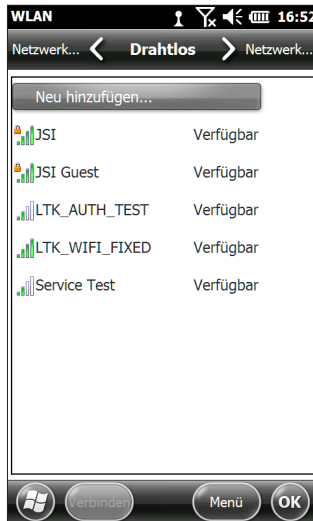 WLAN 16:52
Netzwerk... Drahtlos Netzwerk...
Neu hinzufügen...
JSI Verfügbar
JSI Guest Verfügbar
LTK_AUTH_TEST Verfügbar
LTK_WIFI_FIXED Verfügbar
Service Test Verfügbar
Verbinden Menü OK